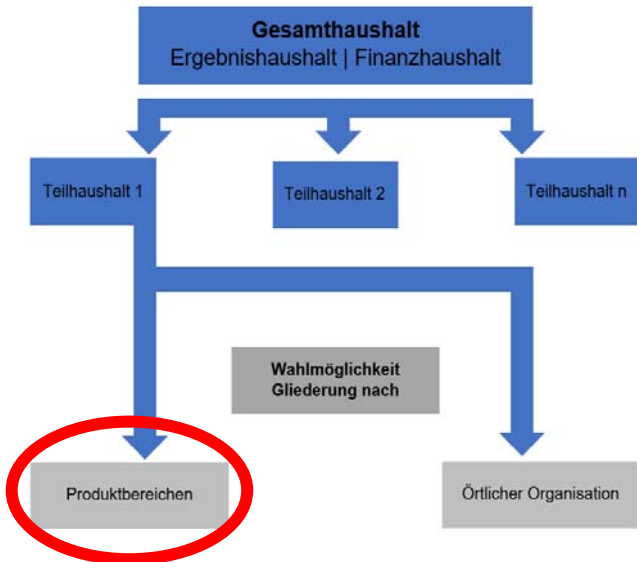 Gesamthaushalt
Ergebnishaushalt | Finanzhaushalt
Teilhaushalt 1
Teilhaushalt 2
Teilhaushalt n
Wahlmöglichkeit
Gliederung nach
Produktbereichen
Örtlicher Organisation